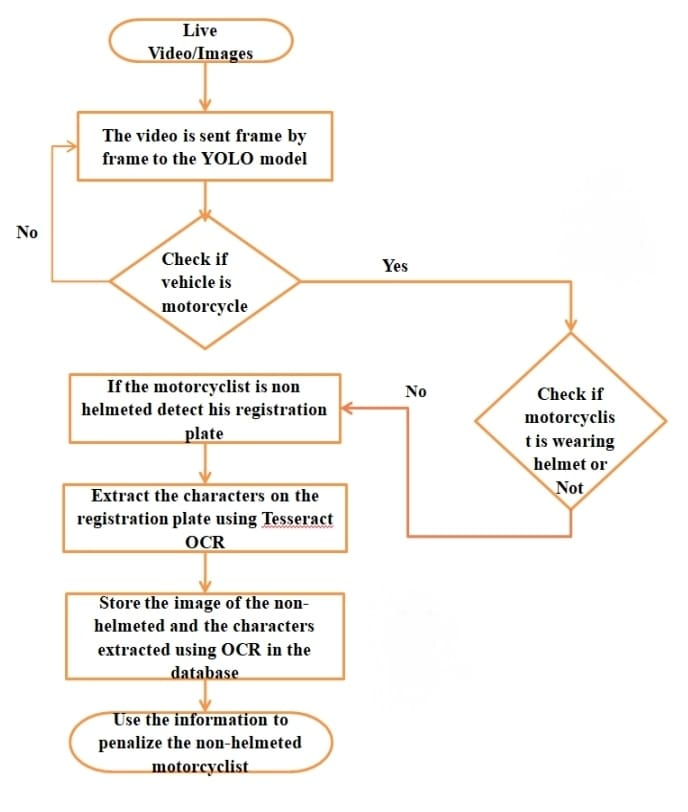 Live
Video/Images
The video is sent frame by
frame to the YOLO model
No
Check if
vehicle is
motorcycle
Yes
Check if
motorcyclis
t is wearing
helmet or
Not
No
If the motorcyclist is non
helmeted detect his registration
plate
Extract the characters on the
registration plate using Tesseract
OCR
Store the image of the non-
helmeted and the characters
extracted using OCR in the
database
Use the information to
penalize the non-helmeted
motorcyclist